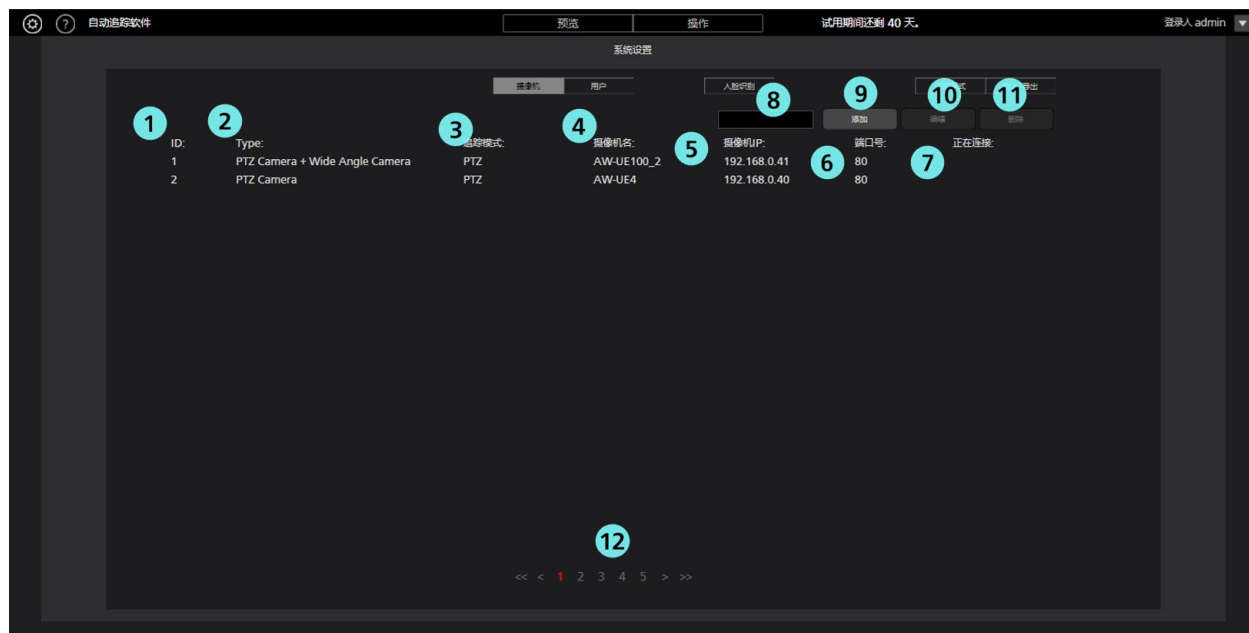 ? 自动追踪软件 预览 操作 试用期间还剩 40 天。 登录人 admin
系统设置
摄像机 用户 人脸识别
8 9 10 11
添加 编辑 删除
1 2 3 4 5 6 7
ID: Type: 追踪模式: 摄像机名: 摄像机IP: 端口号: 正在连接:
1 PTZ Camera + Wide Angle Camera PTZ AW-UE100_2 192.168.0.41 80
2 PTZ Camera PTZ AW-UE4 192.168.0.40 80
12
<< < 1 2 3 4 5 > >>